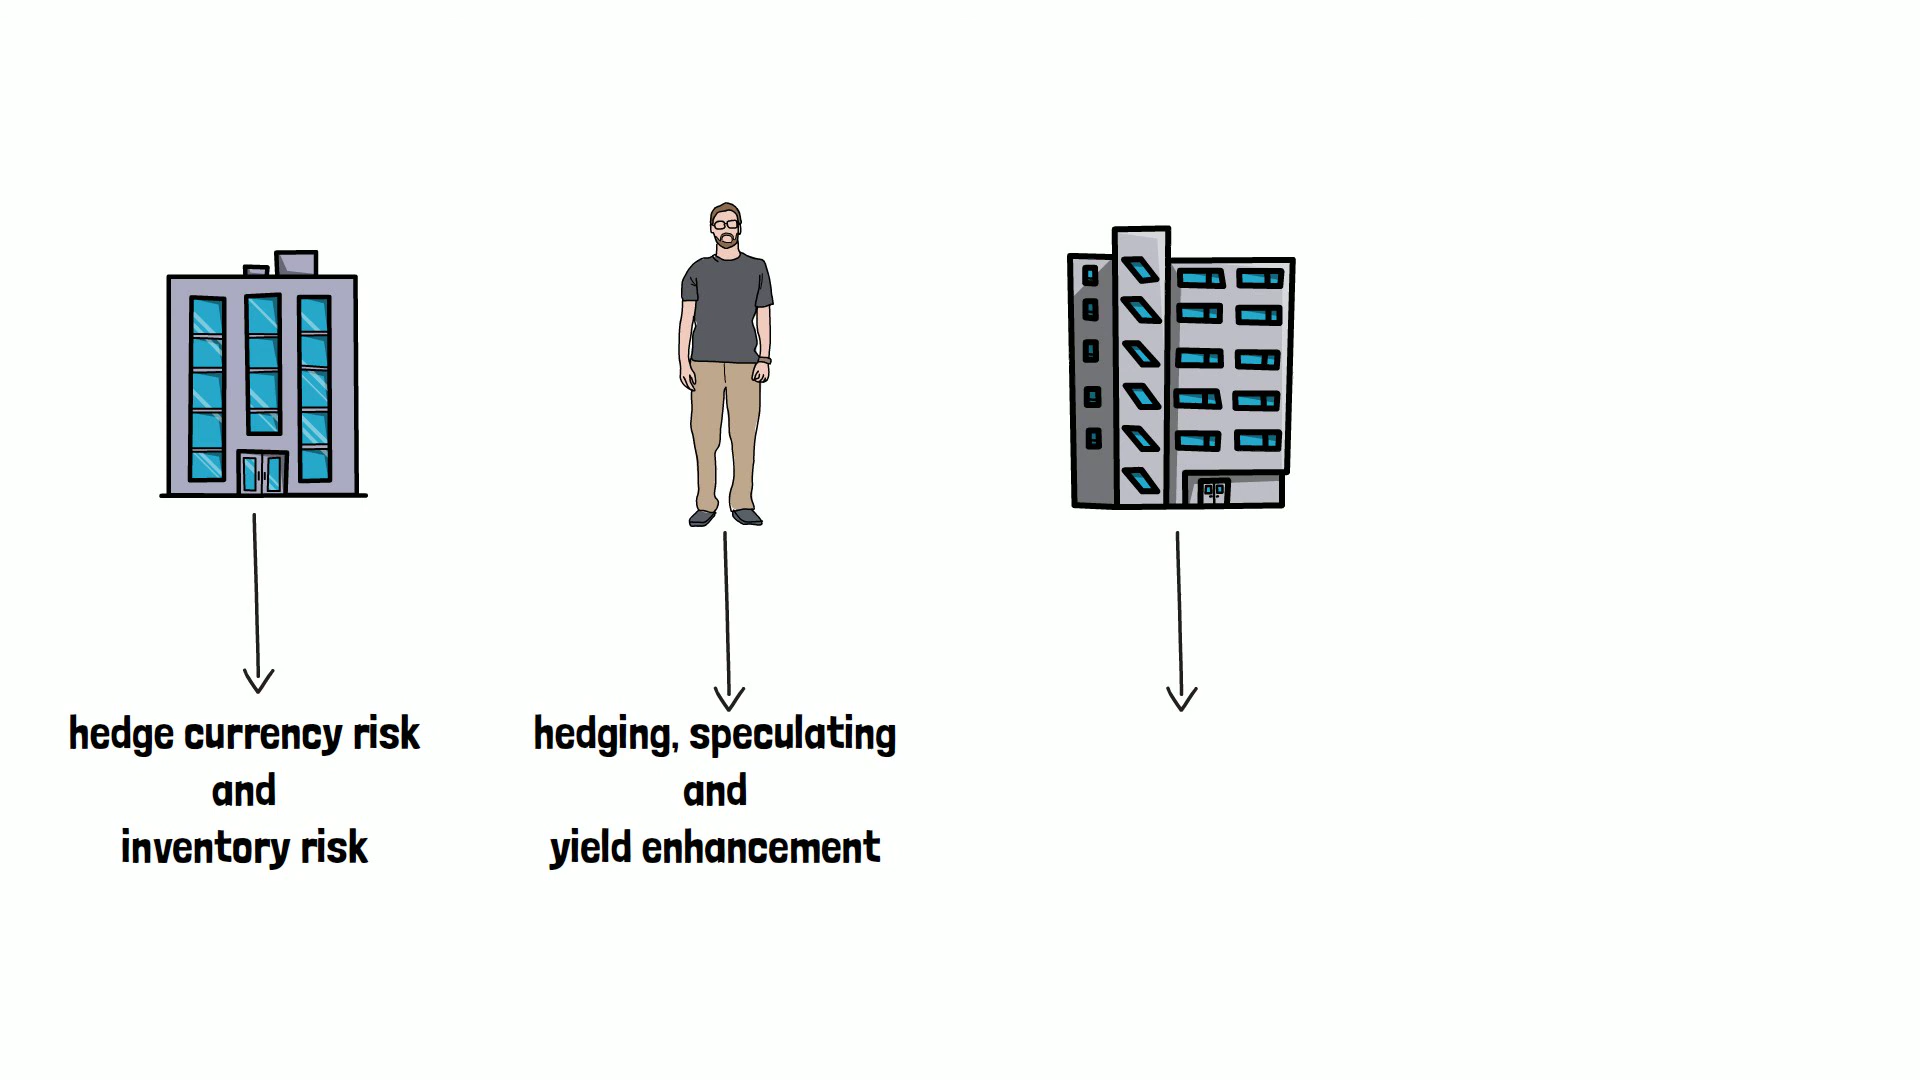 hedge currency risk
and
inventory risk
hedging, speculating
and
yield enhancement